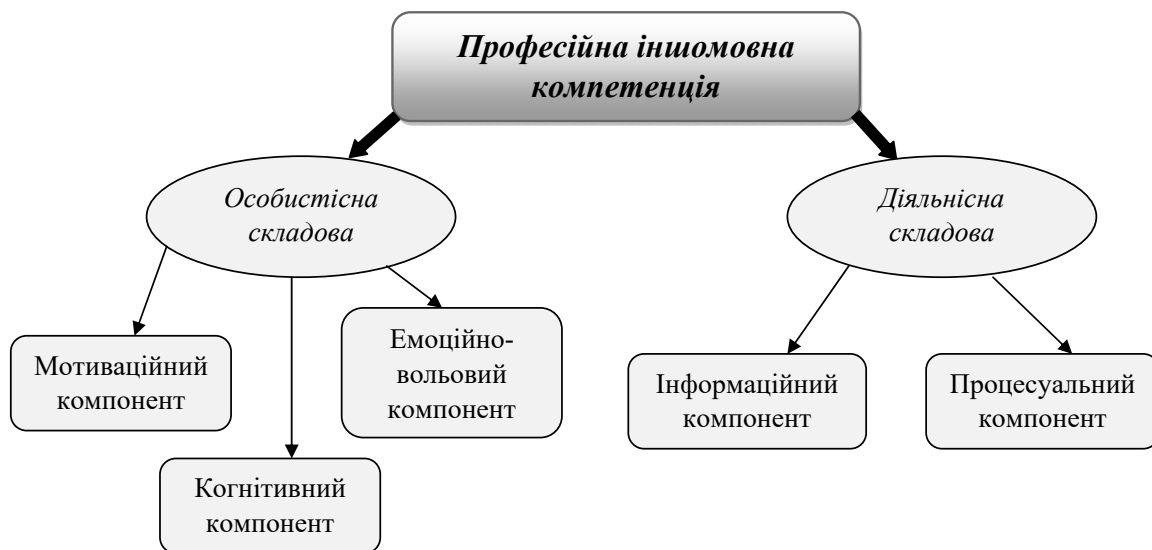 Професійна іншомовна
компетенція
Особистісна
складова
Діяльнісна
складова
Мотиваційний
компонент
Емоційно-
вольовий
компонент
Когнітивний
компонент
Інформаційний
компонент
Процесуальний
компонент